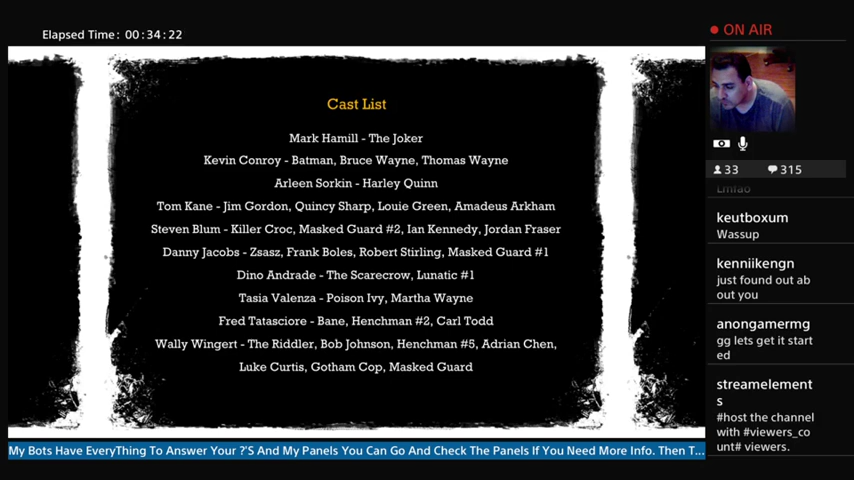 Elapsed Time: 00:34:22
ON AIR
Cast List
Mark Hamill - The Joker
Kevin Conroy - Batman, Bruce Wayne, Thomas Wayne
Arleen Sorkin - Harley Quinn
Tom Kane - Jim Gordon, Quincy Sharp, Louie Green, Amadeus Arkham
Steven Blum - Killer Croc, Masked Guard #2, Ian Kennedy, Jordan Fraser
Danny Jacobs - Zsasz, Frank Boles, Robert Stirling, Masked Guard #1
Dino Andrade - The Scarecrow, Lunatic #1
Tasia Valenza - Poison Ivy, Martha Wayne
Fred Tatasciore - Bane, Henchman #2, Carl Todd
Wally Wingert - The Riddler, Bob Johnson, Henchman #5, Adrian Chen,
Luke Curtis, Gotham Cop, Masked Guard
33 315
Lmfao
keutboxum
Wassup
kenniikengn
just found out ab
out you
anongamermg
gg lets get it start
ed
streamelement
s
#host the channel
with #viewers_co
unt# viewers.
My Bots Have EveryThing To Answer Your ?'S And My Panels You Can Go And Check The Panels If You Need More Info. Then T...